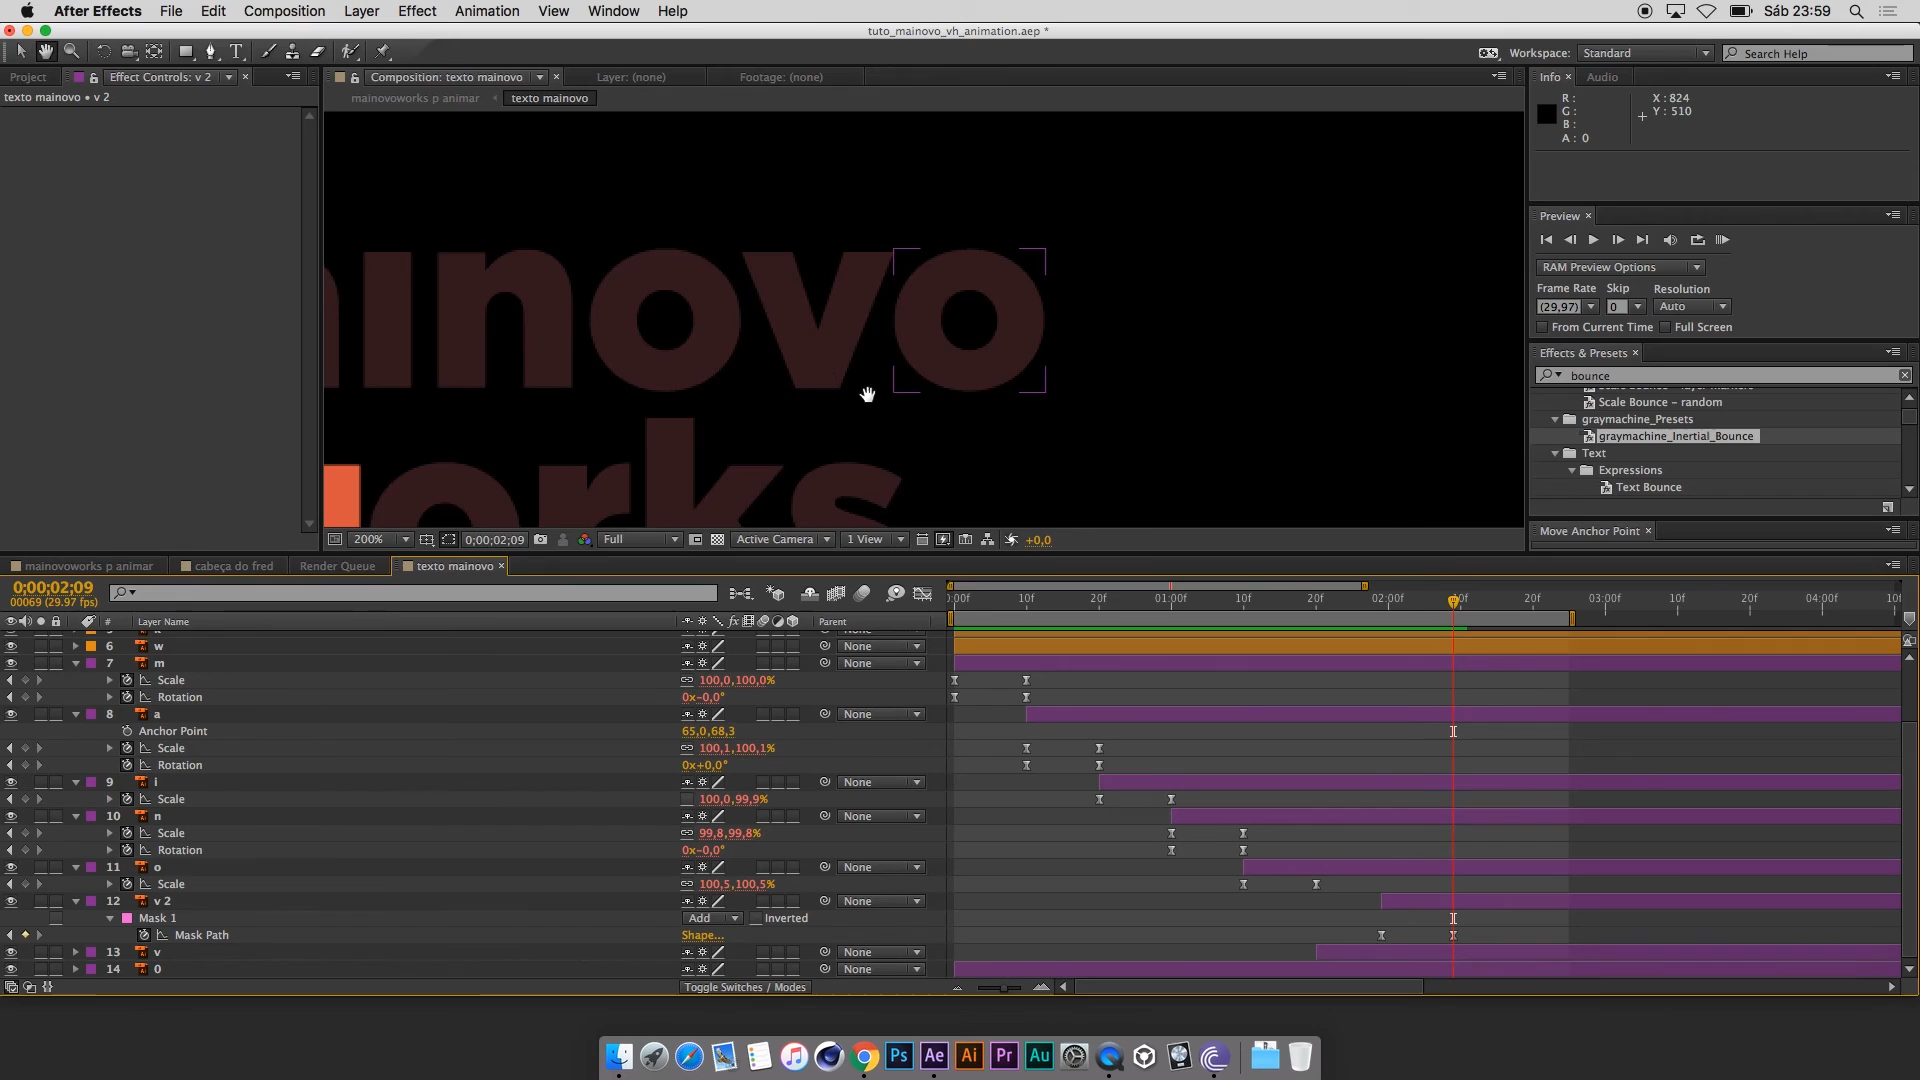 After Effects File Edit Composition Layer Effect Animation View Window Help Sáb 23:59
tuto_mainovo_vh_animation.aep *
Workspace: Standard Search Help
Project Effect Controls: v 2 Composition: texto mainovo Layer: (none) Footage: (none) Info Audio
texto mainovo • v 2
mainovoworks p animar texto mainovo
R :
G :
B :
A : 0
X : 824
Y : 510
Preview
RAM Preview Options
Frame Rate Skip Resolution
(29,97) 0 Auto
From Current Time Full Screen
Effects & Presets
bounce
Scale Bounce - random
graymachine_Presets
graymachine_Inertial_Bounce
Text
Expressions
Text Bounce
Move Anchor Point
inovo
orks
200% 0;00;02;09 Full Active Camera 1 View +0,0
mainovoworks p animar cabeça do fred Render Queue texto mainovo
0;00;02;09
00069 (29.97 fps)
0:00f 10f 20f 01:00f 10f 20f 02:00f 10f 20f 03:00f 10f 20f 04:00f 10f
# Layer Name Parent
6 w None
7 m None
Scale 100,0,100,0%
Rotation 0x-0,0°
8 a None
Anchor Point 65,0,68,3
Scale 100,1,100,1%
Rotation 0x+0,0°
9 i None
Scale 100,0,99,9%
10 n None
Scale 99,8,99,8%
Rotation 0x-0,0°
11 o None
Scale 100,5,100,5%
12 v 2 None
Mask 1 Add Inverted
Mask Path Shape...
13 v None
14 0 None
Toggle Switches / Modes
Ps Ae Ai Pr Au